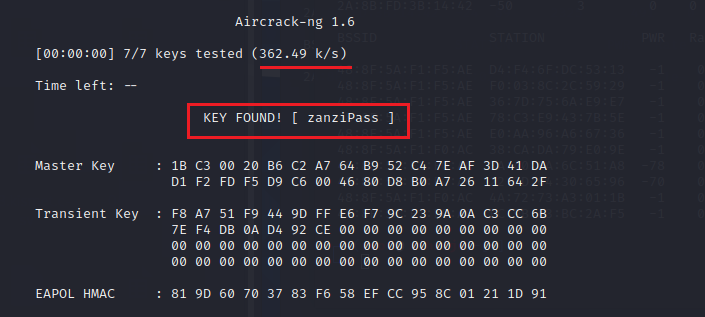 Aircrack-ng 1.6
[00:00:00] 7/7 keys tested (362.49 k/s)
Time left: --
KEY FOUND! [ zanziPass ]
Master Key : 1B C3 00 20 B6 C2 A7 64 B9 52 C4 7E AF 3D 41 DA
D1 F2 FD F5 D9 C6 00 46 80 D8 B0 A7 26 11 64 2F
Transient Key : F8 A7 51 F9 44 9D FF E6 F7 9C 23 9A 0A C3 CC 6B
7E F4 DB 0A D4 92 CE 00 00 00 00 00 00 00 00 00
00 00 00 00 00 00 00 00 00 00 00 00 00 00 00 00
00 00 00 00 00 00 00 00 00 00 00 00 00 00 00 00
EAPOL HMAC : 81 9D 60 70 37 83 F6 58 EF CC 95 8C 01 21 1D 91
BSSID STATION PWR